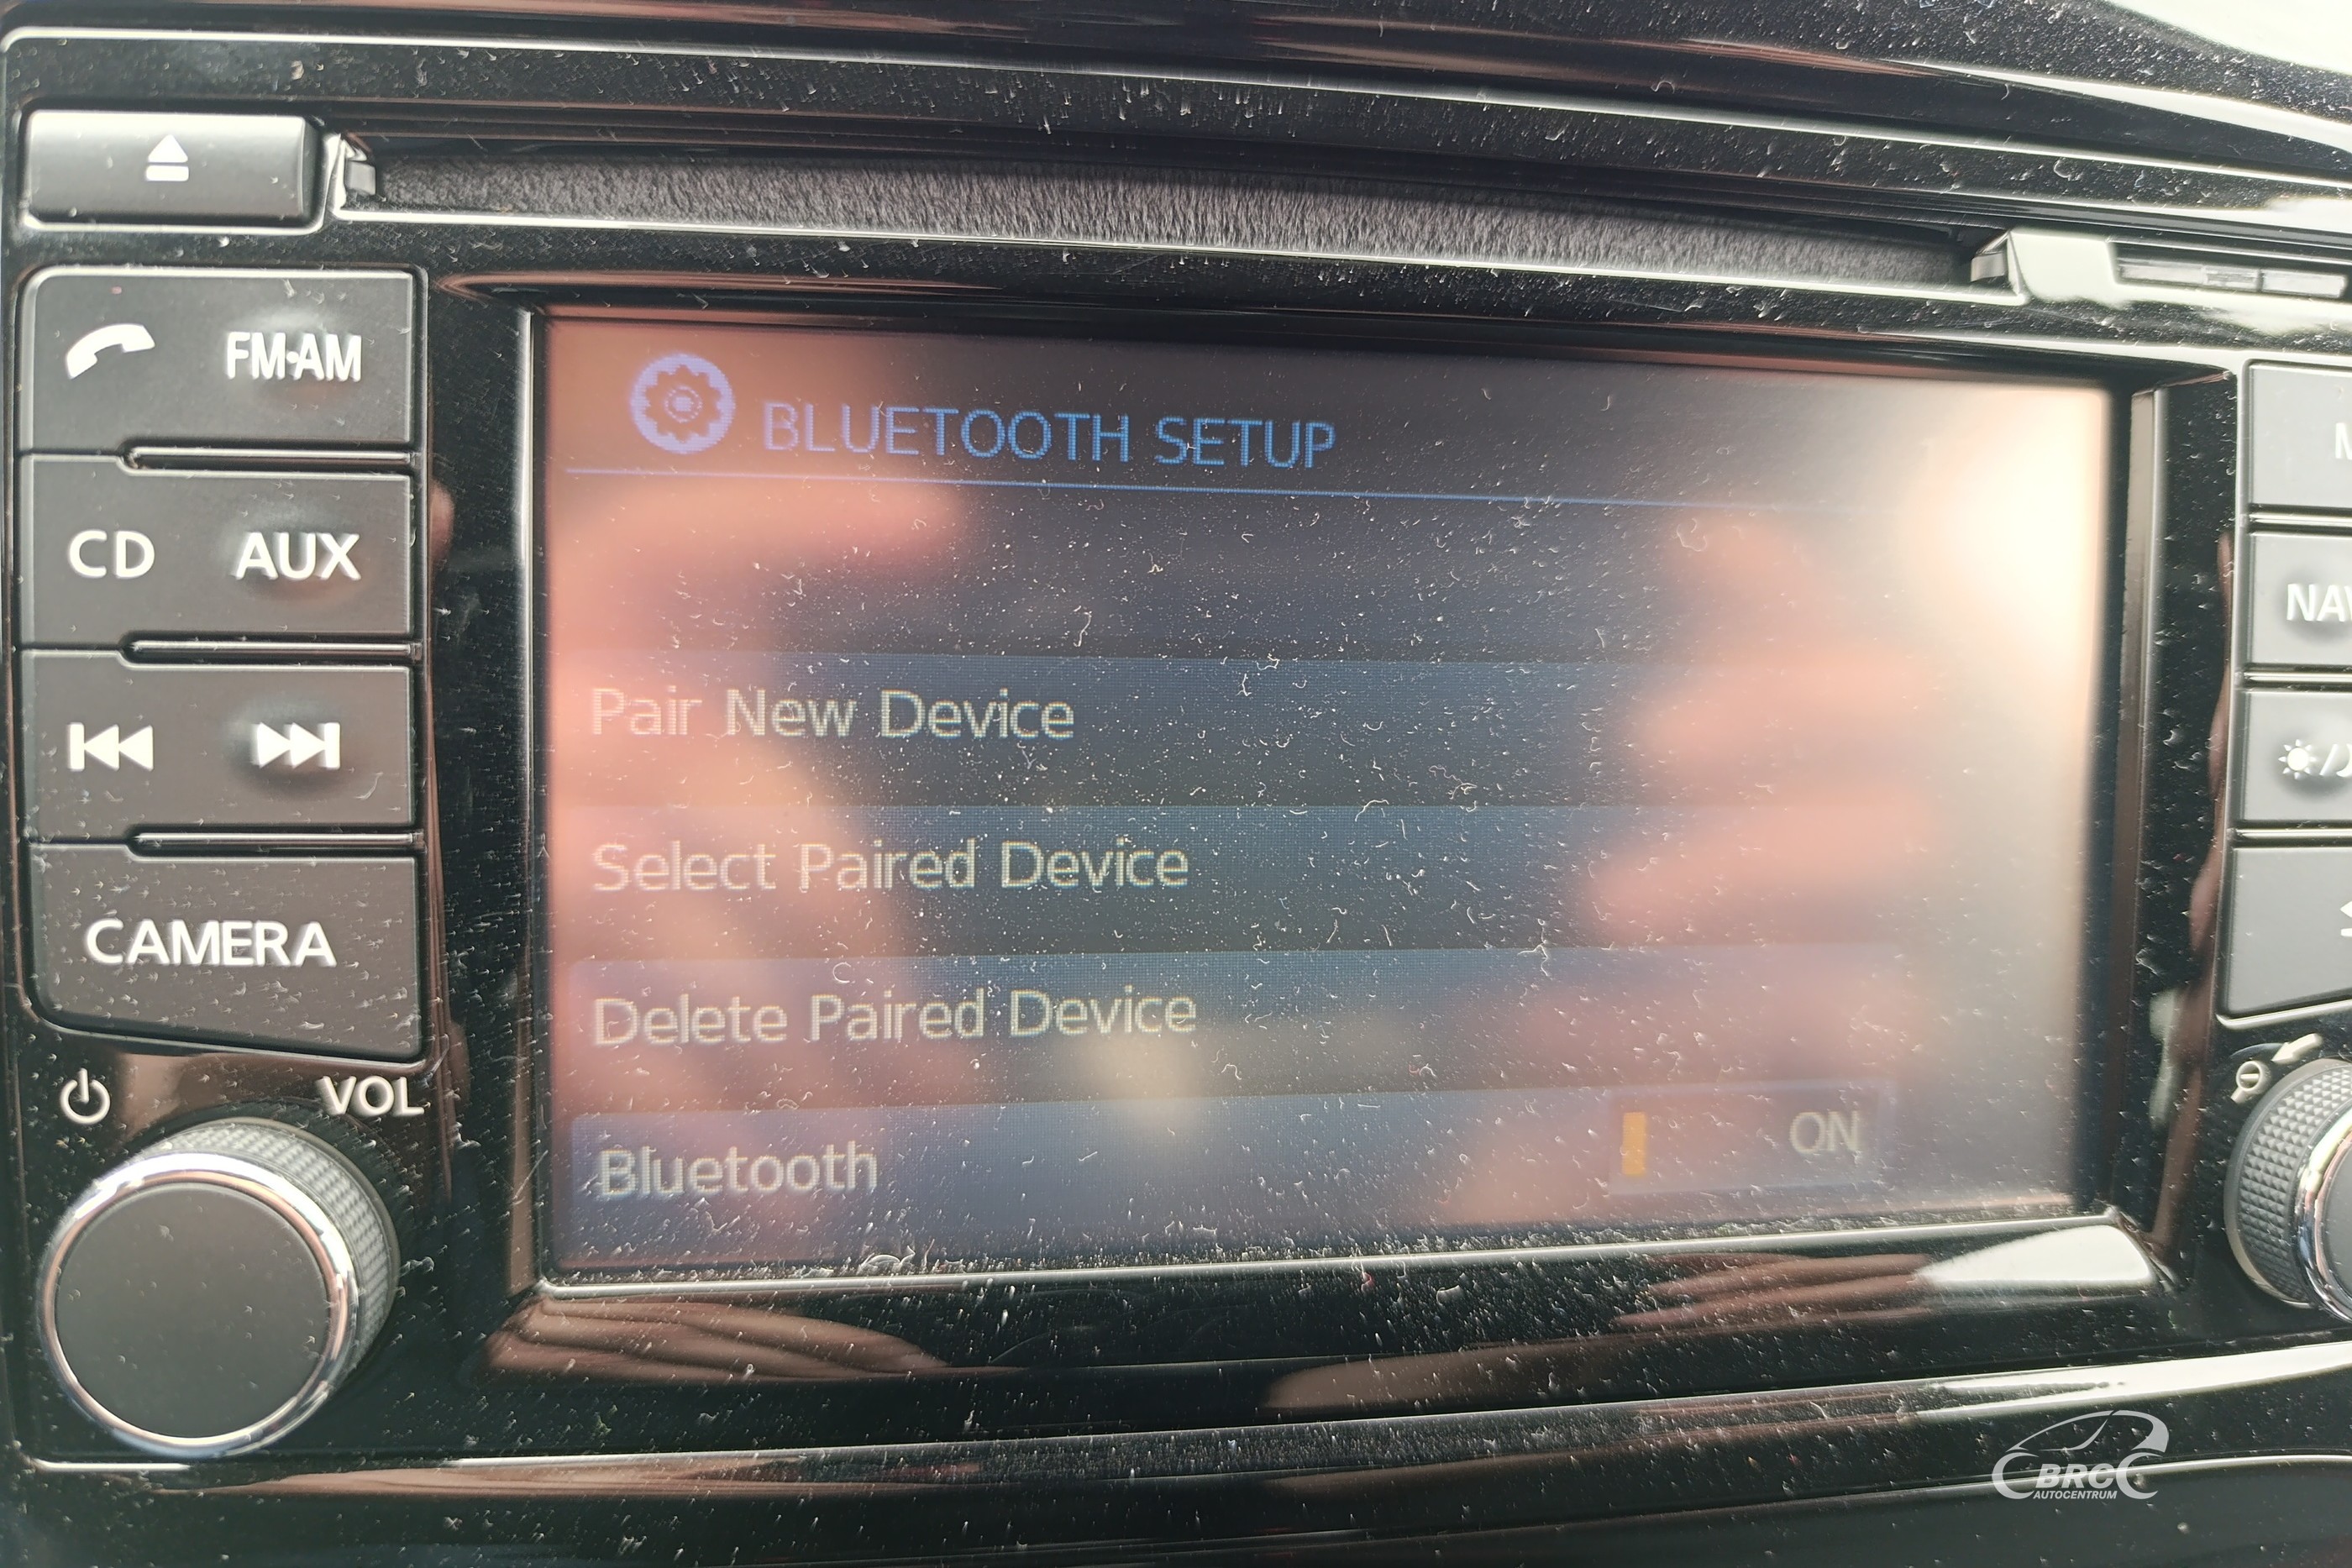 FM·AM
CD AUX
CAMERA
VOL
BLUETOOTH SETUP
Pair New Device
Select Paired Device
Delete Paired Device
Bluetooth ON
BRC
AUTOCENTRUM